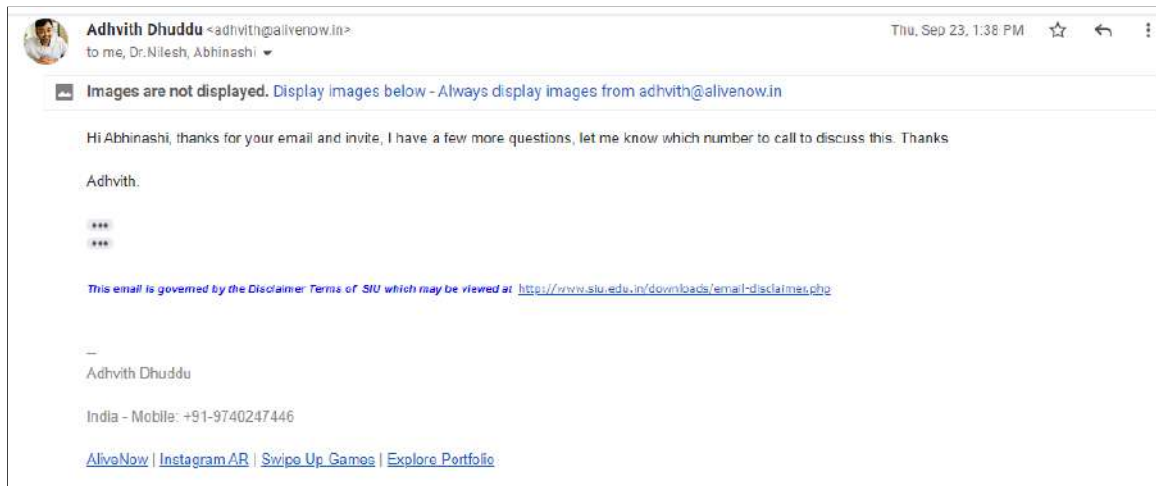 Adhvith Dhuddu <adhvith@alivenow.in>
Thu, Sep 23, 1:38 PM
to me, Dr.Nilesh, Abhinashi
Images are not displayed. Display images below - Always display images from adhvith@alivenow.in
Hi Abhinashi, thanks for your email and invite, I have a few more questions, let me know which number to call to discuss this. Thanks
Adhvith.
This email is governed by the Disclaimer Terms of SIU which may be viewed at http://www.siu.edu.in/downloads/email-disclaimer.php
--
Adhvith Dhuddu
India - Mobile: +91-9740247446
AliveNow | Instagram AR | Swipe Up Games | Explore Portfolio